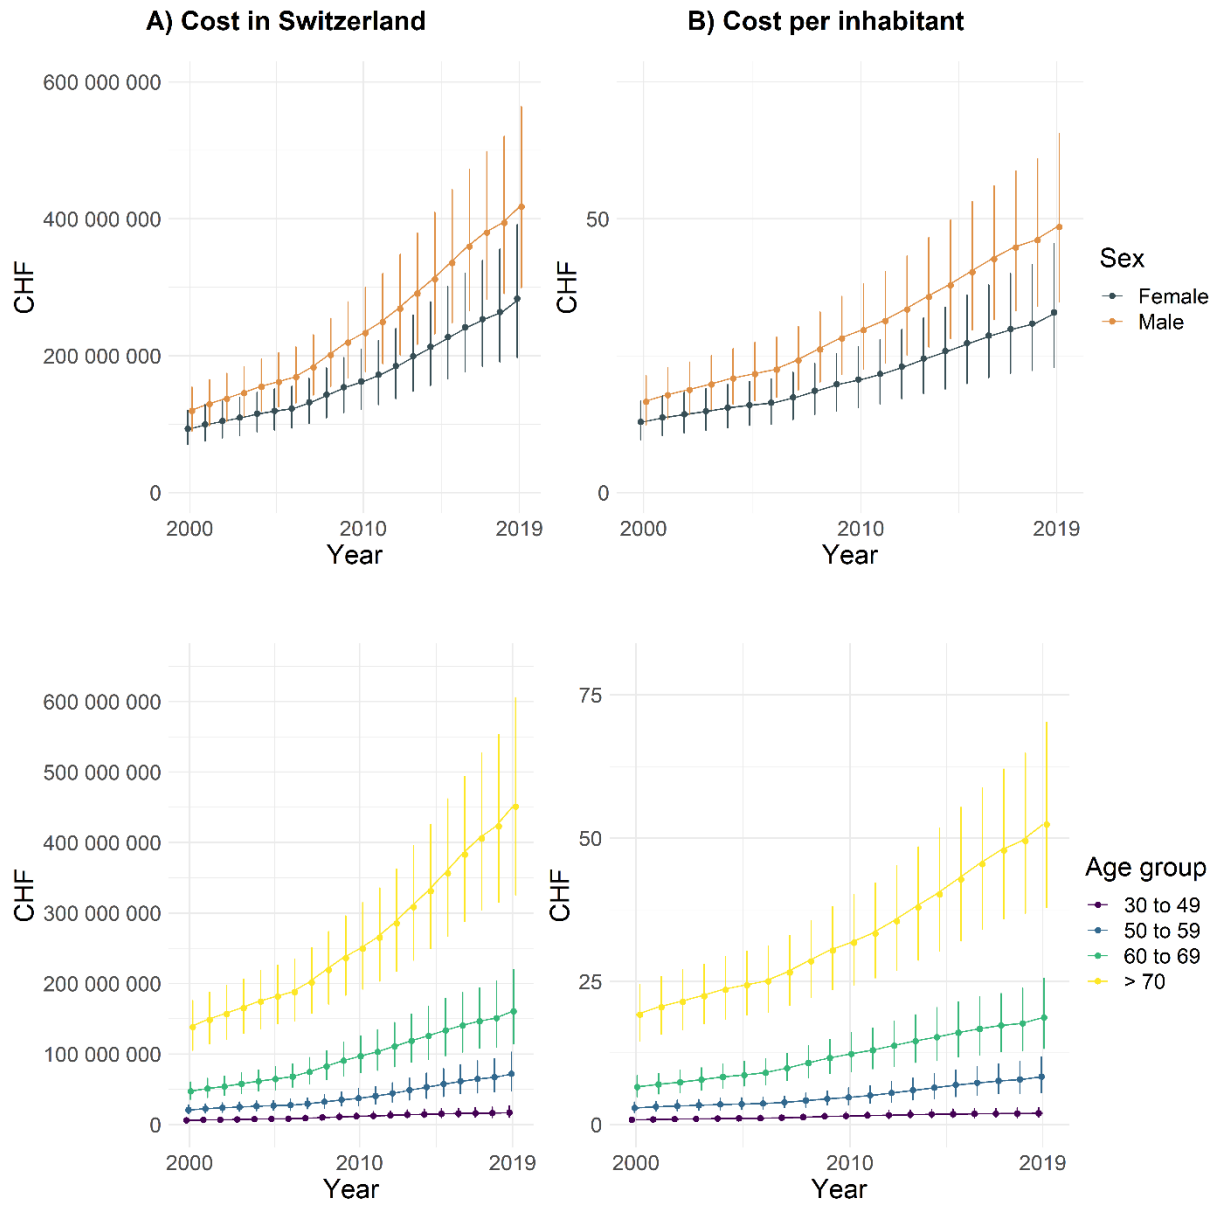 A) Cost in Switzerland
B) Cost per inhabitant
600 000 000
400 000 000
200 000 000
0
CHF
2000
2010
2019
Year
50
0
CHF
2000
2010
2019
Year
Sex
Female
Male
600 000 000
500 000 000
400 000 000
300 000 000
200 000 000
100 000 000
0
CHF
2000
2010
2019
Year
75
50
25
0
CHF
2000
2010
2019
Year
Age group
30 to 49
50 to 59
60 to 69
> 70